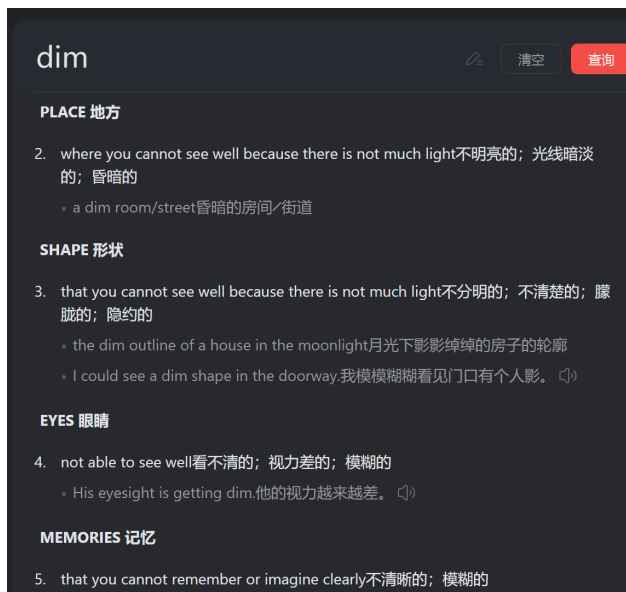 dim
清空
查询
PLACE 地方
2. where you cannot see well because there is not much light不明亮的；光线暗淡
的；昏暗的
• a dim room/street昏暗的房间/街道
SHAPE 形状
3. that you cannot see well because there is not much light不分明的；不清楚的；朦
胧的；隐约的
• the dim outline of a house in the moonlight月光下影影绰绰的房子的轮廓
• I could see a dim shape in the doorway.我模模糊糊看见门口有个人影。
EYES 眼睛
4. not able to see well看不清的；视力差的；模糊的
• His eyesight is getting dim.他的视力越来越差。
MEMORIES 记忆
5. that you cannot remember or imagine clearly不清晰的；模糊的